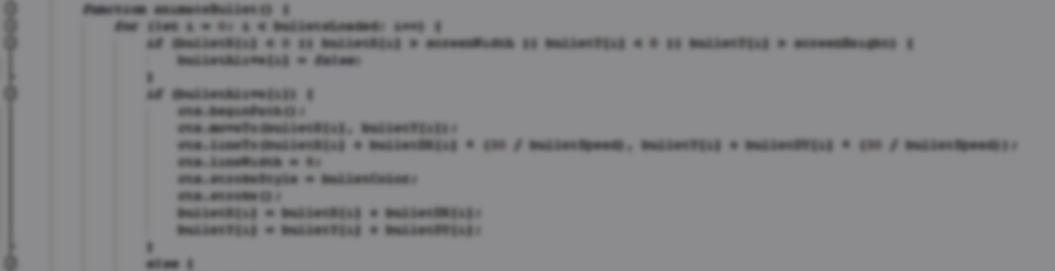 function animateBullet() {
for (let i = 0; i < bulletsLoaded; i++) {
if (bulletX[i] < 0 || bulletX[i] > screenWidth || bulletY[i] < 0 || bulletY[i] > screenHeight) {
bulletAlive[i] = false;
}
if (bulletAlive[i]) {
ctx.beginPath();
ctx.moveTo(bulletX[i], bulletY[i]);
ctx.lineTo(bulletX[i] + bulletDX[i] * (30 / bulletSpeed), bulletY[i] + bulletDY[i] * (30 / bulletSpeed));
ctx.lineWidth =
ctx.strokeStyle = bulletColor;
ctx.stroke();
bulletX[i] = bulletX[i] + bulletDX[i];
bulletY[i] = bulletY[i] + bulletDY[i];
}
else {